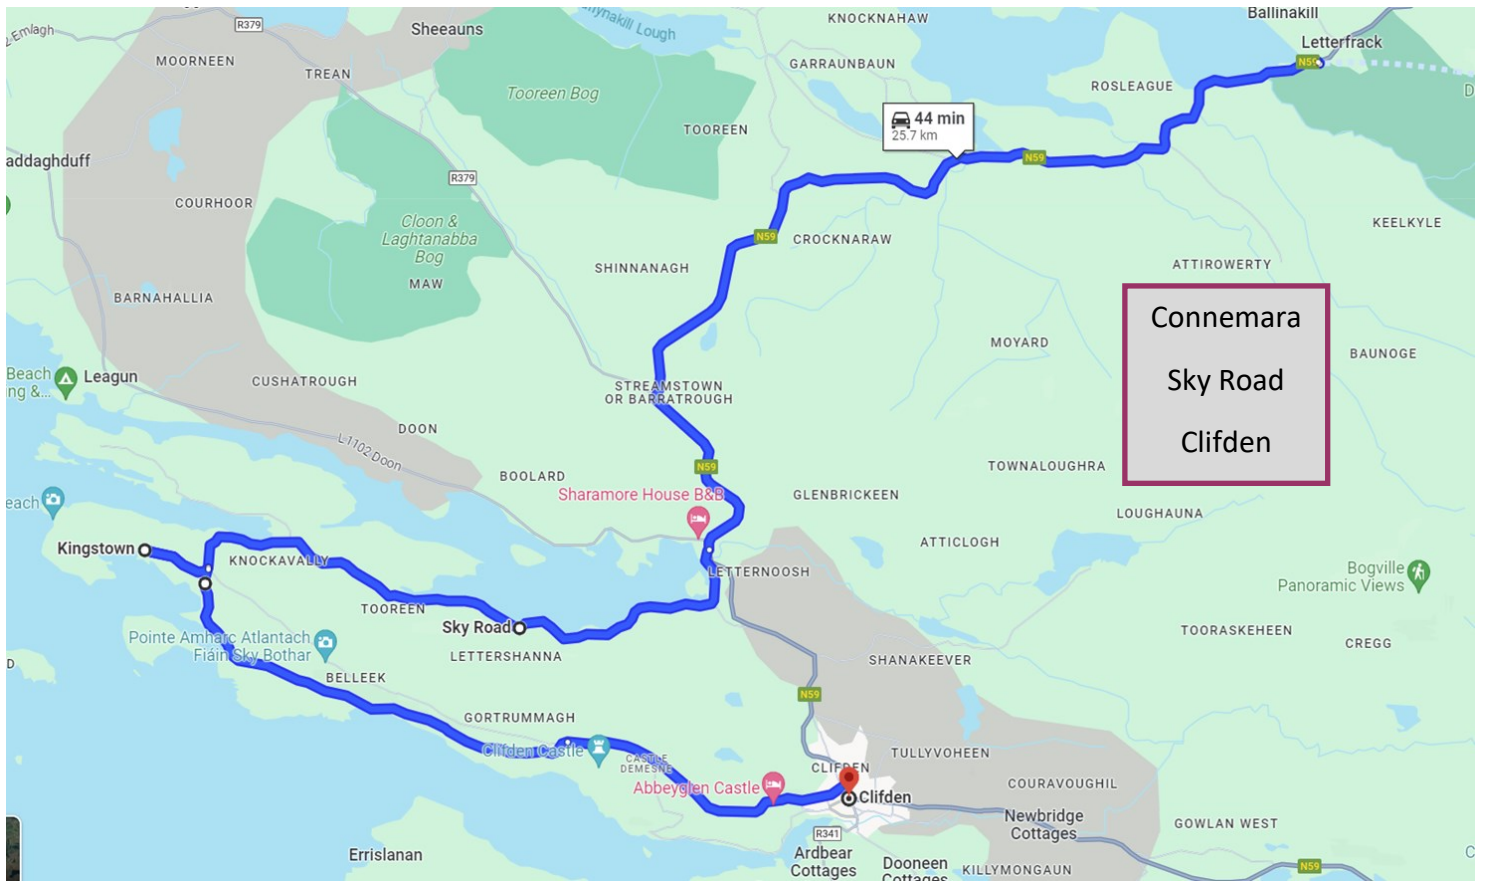 Ballinakill
KNOCKNAHAW
R379
Sheeauns
2-Emlagh
Lough
Letterfrack
MOORNEEN
TREAN
GARRAUNBAUN
N59
ROSLEAGUE
Tooreen Bog
D
44 min
25.7 km
TOOREEN
addaghduff
N59
R379
COURHOOR
Cloon &
Laghtanabba
Bog
KEELKYLE
N59
CROCKNARAW
SHINNANAGH
ATTIROWERTY
MAW
BARNAHALLIA
Connemara
Sky Road
Clifden
MOYARD
BAUNOGE
Beach
ng &...
Leagun
CUSHATROUGH
STREAMSTOWN
OR BARRATROUGH
DOON
L1102 Doon
BOOLARD
N59
TOWNALOUGHRA
Sharamore House B&B
GLENBRICKEEN
each
LOUGHAUNA
Kingstown
KNOCKAVALLY
ATTICLOGH
LETTERNOOSH
Bogville
Panoramic Views
TOOREEN
Sky Road
Pointe Amharc Atlantach
Fiáin Sky Bothar
LETTERSHANNA
TOORASKEHEEN
CREGG
D
SHANAKEEVER
BELLEEK
N59
GORTRUMMAGH
Clifden Castle
CASTLE
DEMESNE
TULLYVOHEEN
CLIFDEN
Abbeyglen Castle
COURAVOUGHIL
Clifden
Newbridge
Cottages
GOWLAN WEST
R341
Errislanan
Ardbear
Cottages
Dooneen
Cottages
KILLYMONGAUN
N59
C